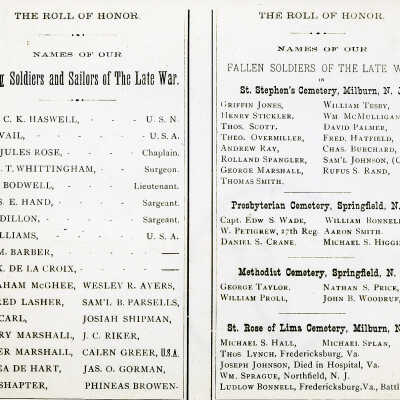 THE ROLL OF HONOR.
NAMES OF OUR
Soldiers and Sailors of The Late War.
C. K. HASWELL, - - U. S. N.
VAIL, - - - U. S. A.
JULES ROSE, - - Chaplain.
T. WHITTINGHAM, - Surgeon.
BODWELL, - - Lieutenant.
S. E. HAND, - - Sargeant.
DILLON, - - - Sargeant.
LLIAMS, - - - U. S. A.
M. BARBER, - - —
X. DE LA CROIX, - - —
HAM MCGHEE, WESLEY R. AYERS,
RED LASHER, SAM'L B. PARSELLS,
CARL, JOSIAH SHIPMAN,
RY MARSHALL, J. C. RIKER,
ER MARSHALL, CALEN GREER, U.S.A.
EA DE HART, JAS. O. GORMAN,
SHAPTER, PHINEAS BROWEN
THE ROLL OF HONOR.
NAMES OF OUR
FALLEN SOLDIERS OF THE LATE W
IN
St. Stephen's Cemetery, Milburn, N. J
GRIFFIN JONES, WILLIAM TESBY,
HENRY STICKLER, WM MCMULLIGAN
THOS. SCOTT, DAVID PALMER,
THEO. OVERMILLER, FRED. HATFIELD,
ANDREW RAY, CHAS. BURCHARD,
ROLLAND SPANGLER, SAM'L JOHNSON, (C
GEORGE MARSHALL, RUFUS S. RAND,
THOMAS SMITH.
Presbyterian Cemetery, Springfield, N.
Capt. EDW S. WADE, WILLIAM BONNELL
W. PETIGREW, 17th Reg. AARON SMITH
DANIEL S. CRANE, MICHAEL S. HIGGI
Methodist Cemetery, Springfield, N.
GEORGE TAYLOR, NATHAN S. PRICE,
WILLIAM PROLL, JOHN B. WOODRUF
St. Rose of Lima Cemetery, Milburn, N
MICHAEL S. HALL, MICHAEL SPLAN,
THOS LYNCH, Fredericksburg, Va.
JOSEPH JOHNSON, Died in Hospital, Va.
WM. SPRAGUE, Northfield, N. J.
LUDLOW BONNELL, Fredericksburg, Va., Battl